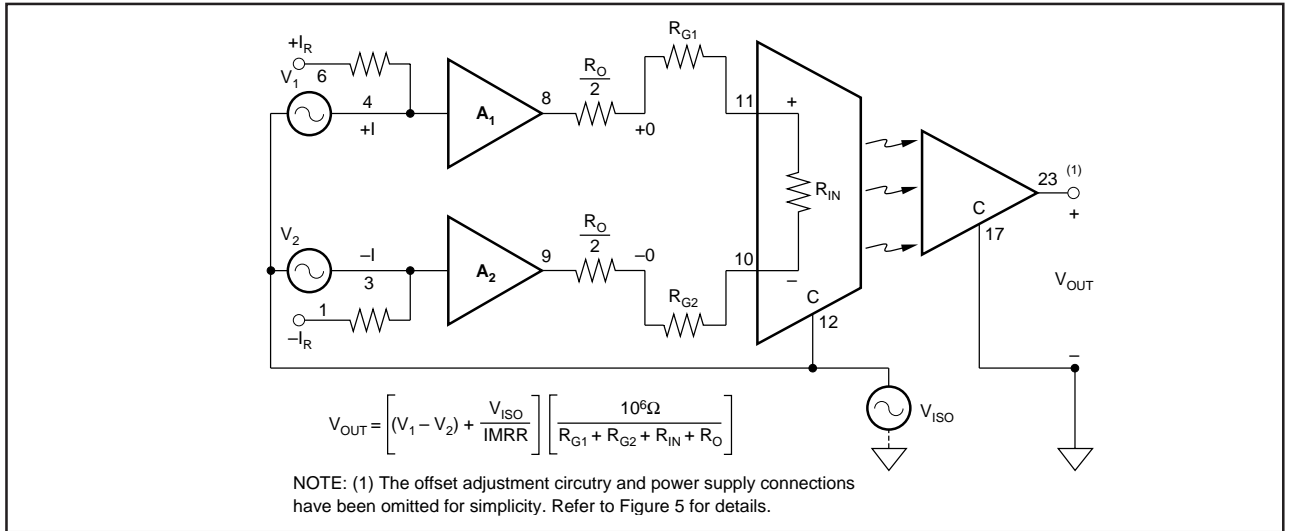 +I_R
6
V_1
4
+I
A_1
8
R_O
2
+0
R_G1
11
+
R_IN
23
(1)
+
C
17
V_OUT
–
V_2
–I
3
1
–I_R
A_2
9
R_O
2
–0
R_G2
10
–
C
12
V_ISO
V_OUT = [(V_1 – V_2) + V_ISO / IMRR] [10^6Ω / R_G1 + R_G2 + R_IN + R_O]
NOTE: (1) The offset adjustment circutry and power supply connections
have been omitted for simplicity. Refer to Figure 5 for details.